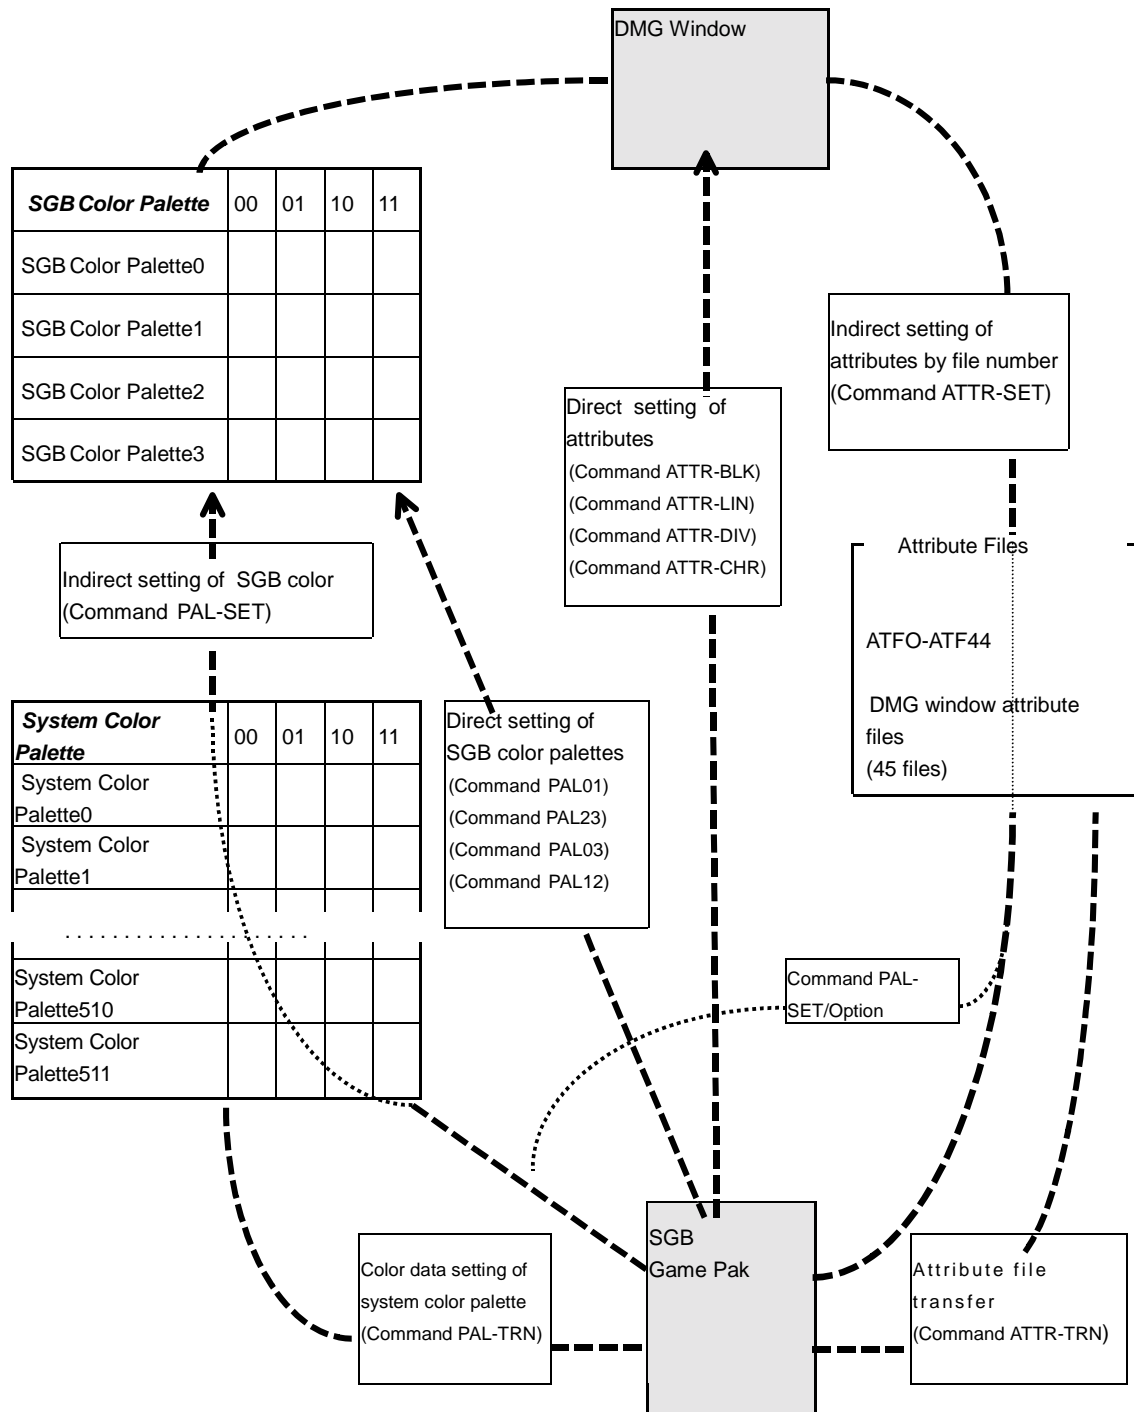 DMG Window
SGB Color Palette 00 01 10 11
SGB Color Palette0
SGB Color Palette1
SGB Color Palette2
SGB Color Palette3
Indirect setting of
attributes by file number
(Command ATTR-SET)
Direct setting of
attributes
(Command ATTR-BLK)
(Command ATTR-LIN)
(Command ATTR-DIV)
(Command ATTR-CHR)
Indirect setting of SGB color
(Command PAL-SET)
Attribute Files
ATFO-ATF44
DMG window attribute
files
(45 files)
System Color
Palette
00 01 10 11
System Color
Palette0
System Color
Palette1
. . . . . . . . . . . . . . . . . . . . .
System Color
Palette510
System Color
Palette511
Direct setting of
SGB color palettes
(Command PAL01)
(Command PAL23)
(Command PAL03)
(Command PAL12)
Command PAL-
SET/Option
Color data setting of
system color palette
(Command PAL-TRN)
SGB
Game Pak
Attribute file
transfer
(Command ATTR-TRN)